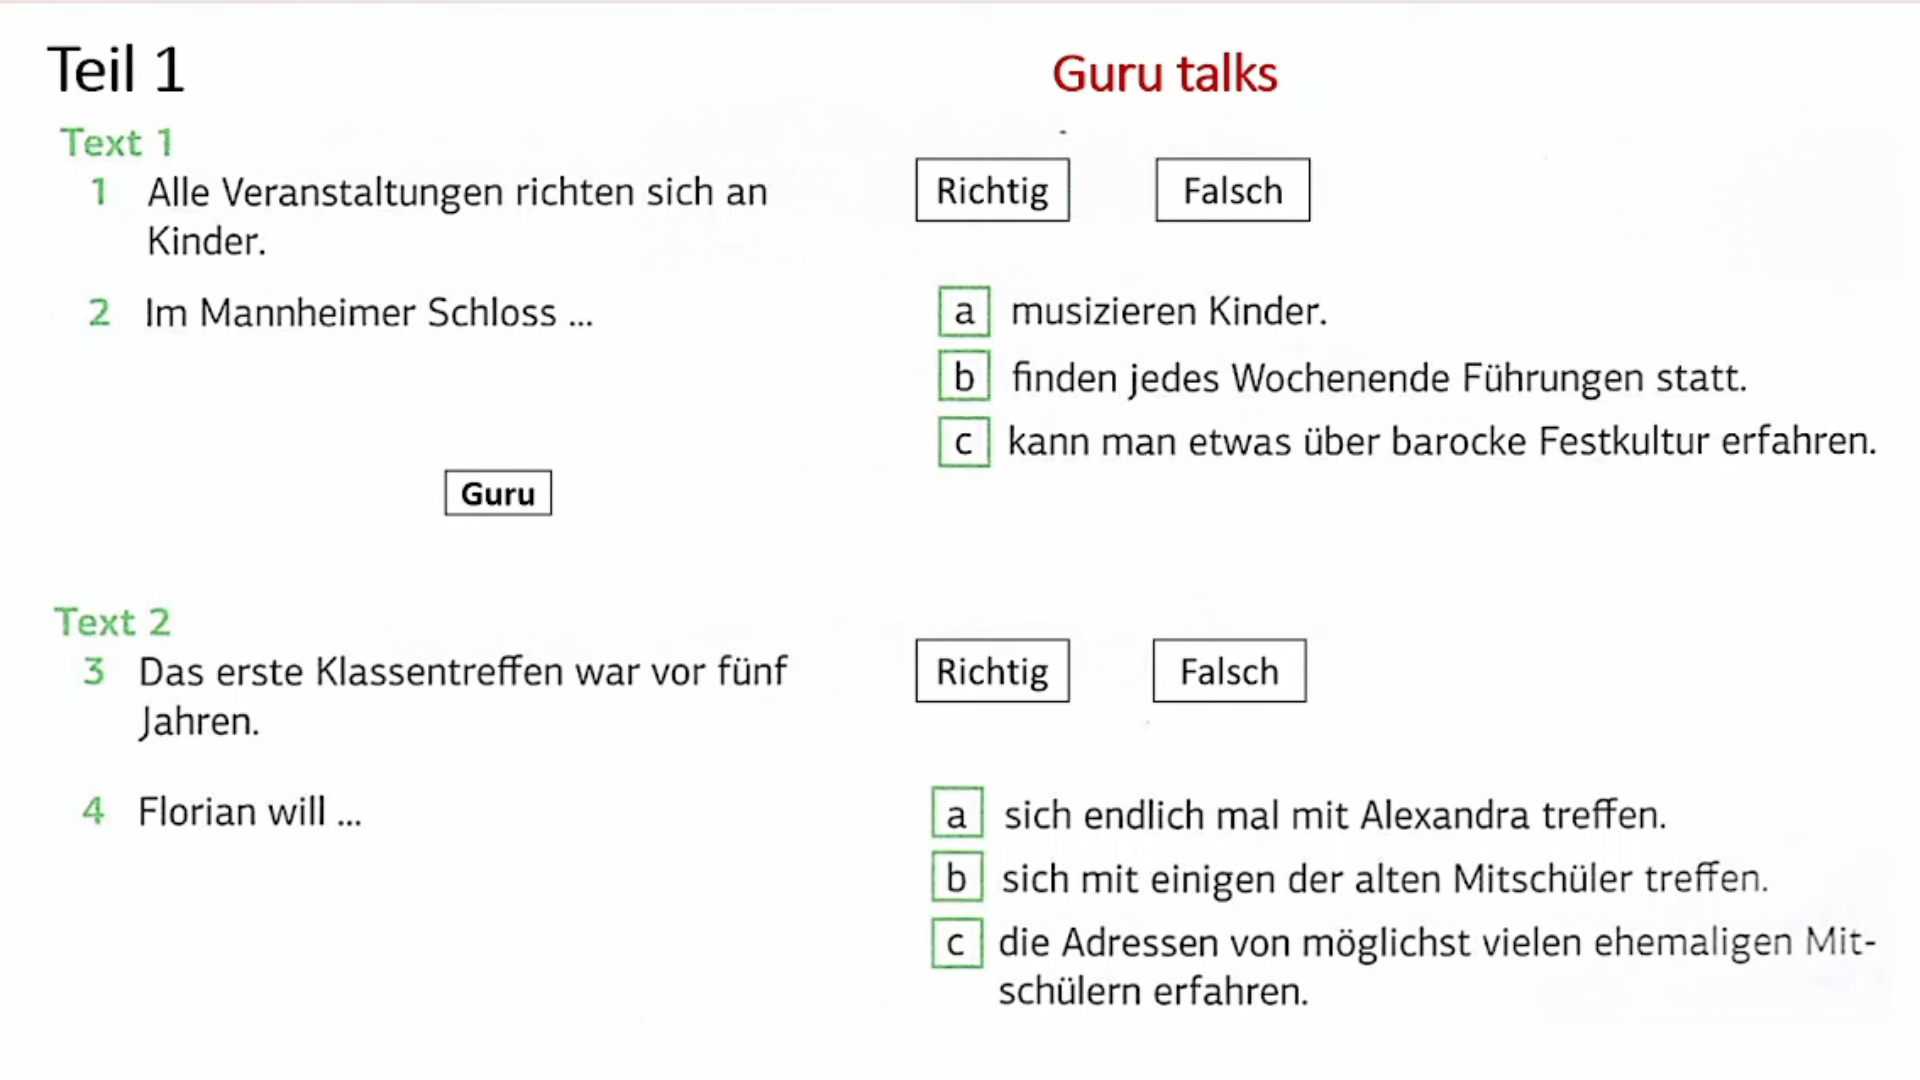 Teil 1
Guru talks
Text 1
1 Alle Veranstaltungen richten sich an
Kinder.
Richtig Falsch
2 Im Mannheimer Schloss ...
a musizieren Kinder.
b finden jedes Wochenende Führungen statt.
c kann man etwas über barocke Festkultur erfahren.
Guru
Text 2
3 Das erste Klassentreffen war vor fünf
Jahren.
Richtig Falsch
4 Florian will ...
a sich endlich mal mit Alexandra treffen.
b sich mit einigen der alten Mitschüler treffen.
c die Adressen von möglichst vielen ehemaligen Mit-
schülern erfahren.